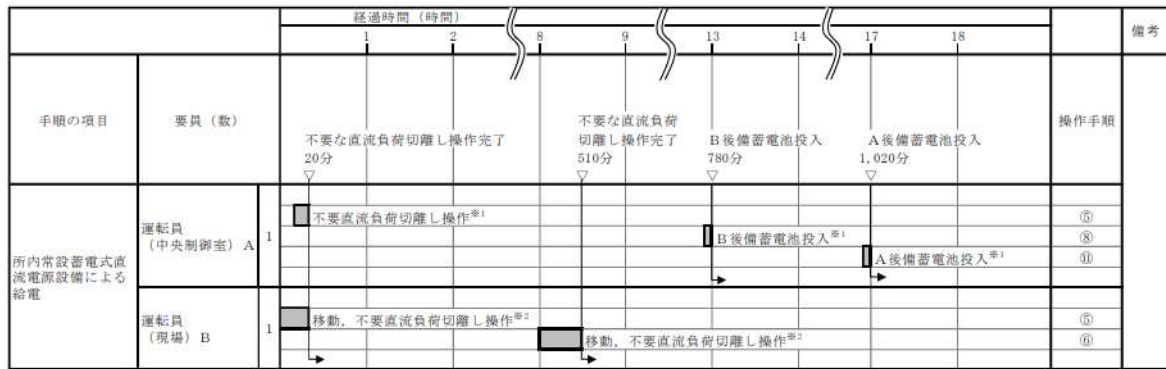 経過時間（時間）
備考
1 2 8 9 13 14 17 18
手順の項目
要員（数）
操作手順
不要な直流負荷切離し操作完了
20分
不要な直流負荷
切離し操作完了
510分
B後備蓄電池投入
780分
A後備蓄電池投入
1,020分
所内常設蓄電式直
流電源設備による
給電
運転員
（中央制御室）A
1
不要直流負荷切離し操作※1
⑤
B後備蓄電池投入※1
⑧
A後備蓄電池投入※1
⑪
運転員
（現場）B
1
移動，不要直流負荷切離し操作※2
⑤
移動，不要直流負荷切離し操作※2
⑥